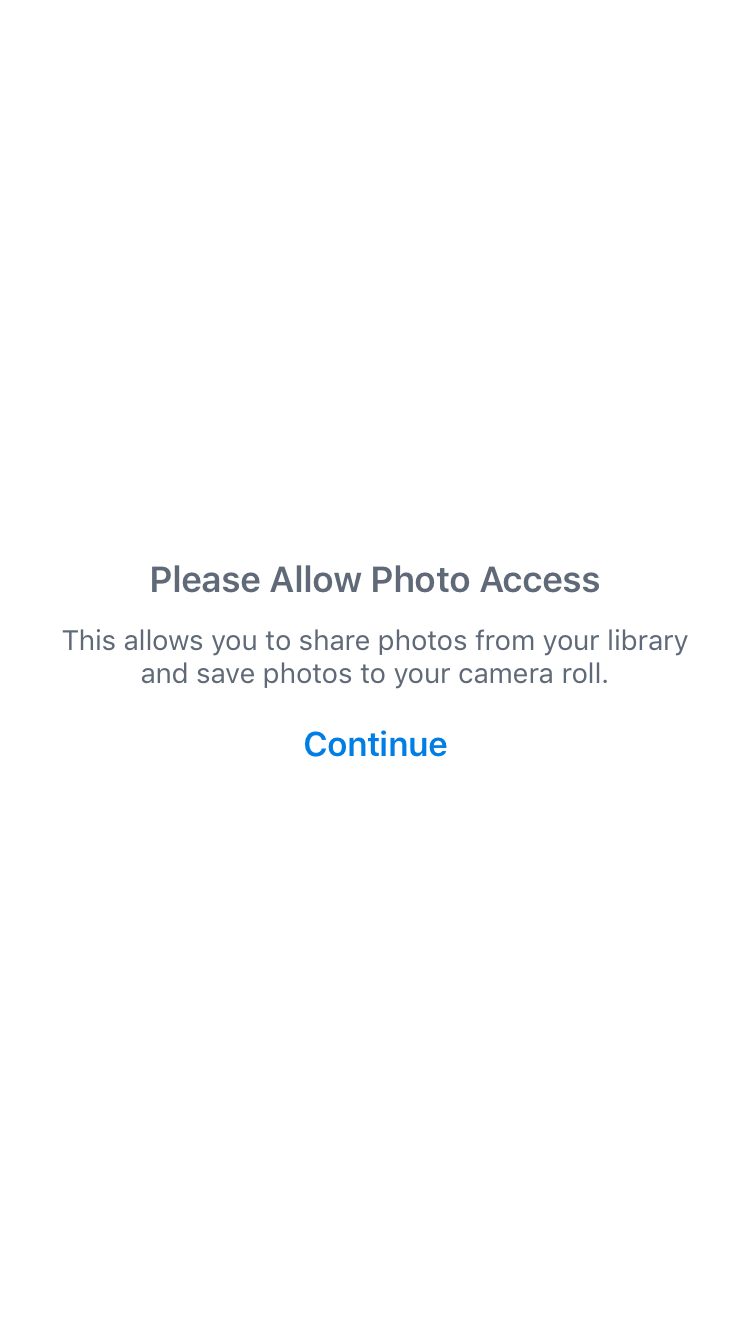 Please Allow Photo Access
This allows you to share photos from your library
and save photos to your camera roll.
Continue